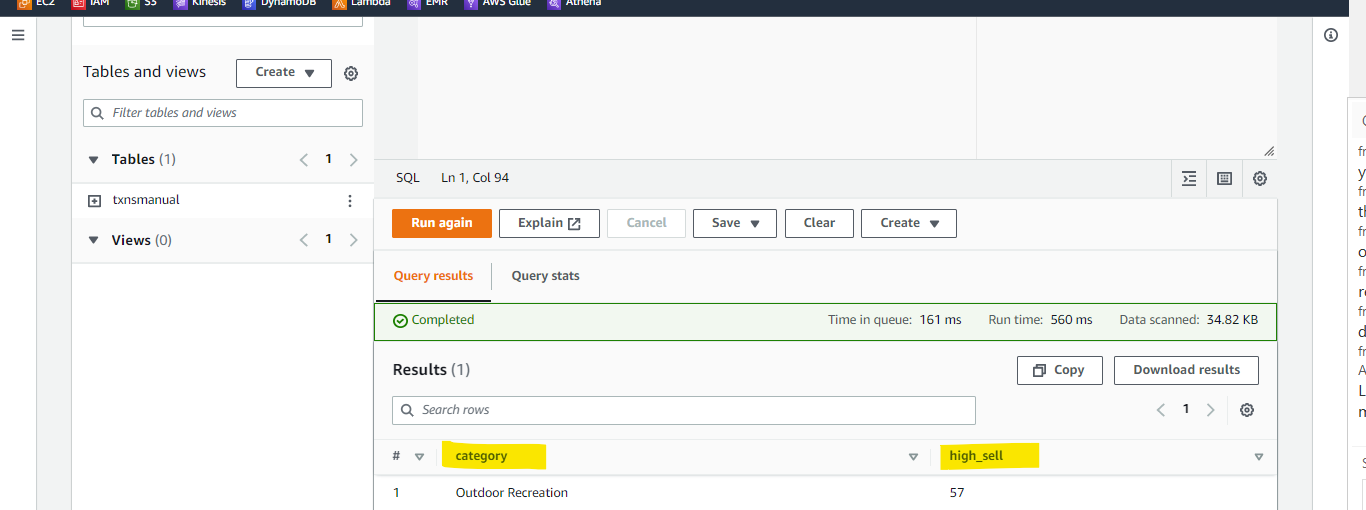 EC2 IAM S3 Kinesis DynamoDB Lambda EMR AWS Glue Athena
Tables and views Create
Filter tables and views
Tables (1) 1
txnsmanual
Views (0) 1
SQL Ln 1, Col 94
Run again Explain Cancel Save Clear Create
Query results Query stats
Completed Time in queue: 161 ms Run time: 560 ms Data scanned: 34.82 KB
Results (1) Copy Download results
Search rows 1
# category high_sell
1 Outdoor Recreation 57